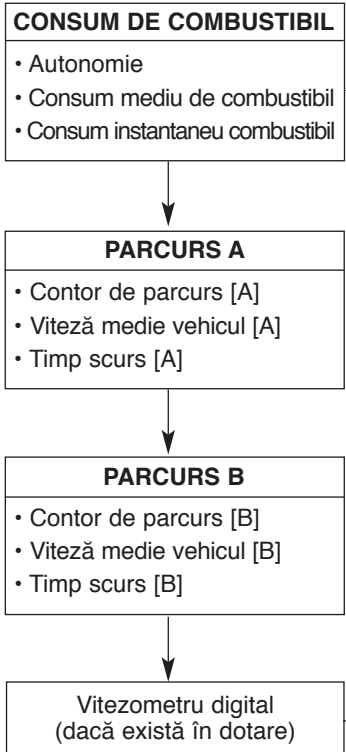 CONSUM DE COMBUSTIBIL
• Autonomie
• Consum mediu de combustibil
• Consum instantaneu combustibil
PARCURS A
• Contor de parcurs [A]
• Viteză medie vehicul [A]
• Timp scurs [A]
PARCURS B
• Contor de parcurs [B]
• Viteză medie vehicul [B]
• Timp scurs [B]
Vitezometru digital
(dacă există în dotare)